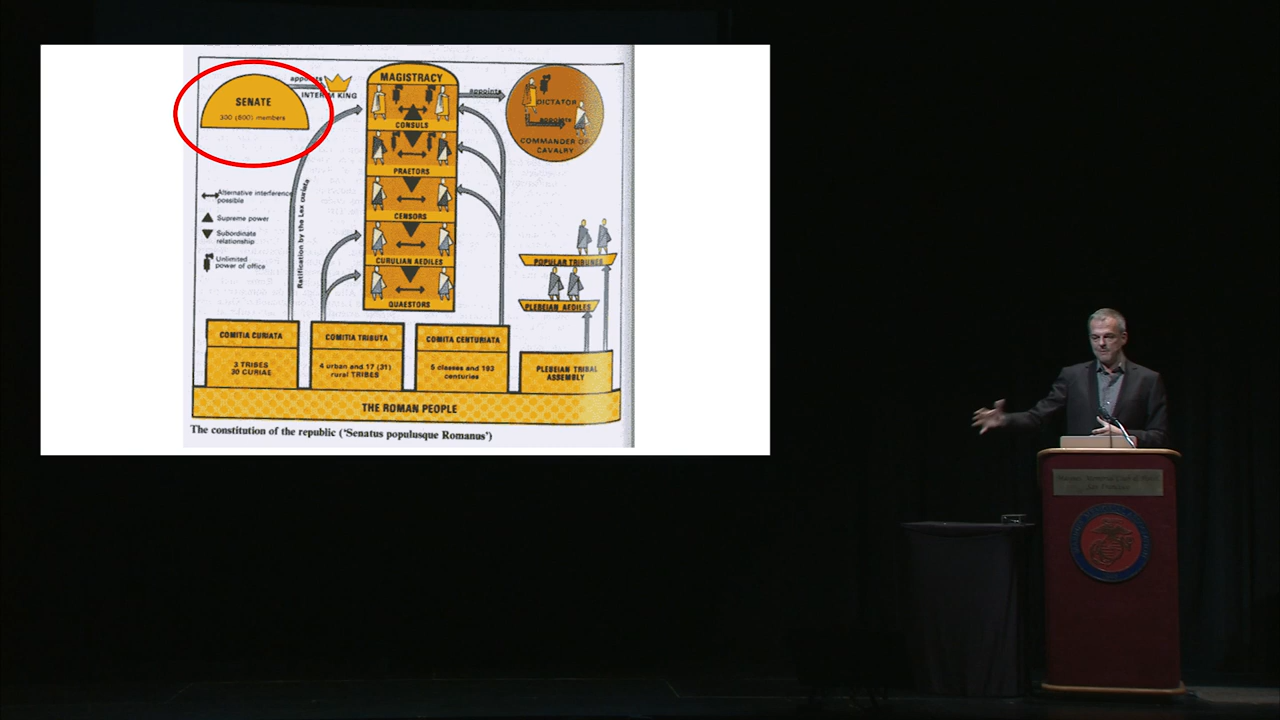 SENATE
300 (600) members
appoints
INTERIM KING
MAGISTRACY
CONSULS
PRAETORS
CENSORS
CURULIAN AEDILES
QUAESTORS
appoints
DICTATOR
appoints
COMMANDER OF
CAVALRY
Alternative interference
possible
Supreme power
Subordinate
relationship
Unlimited
power of office
Ratification by the Lex curiata
POPULAR TRIBUNES
PLEBEIAN AEDILES
COMITIA CURIATA
3 TRIBES
30 CURIAE
COMITIA TRIBUTA
4 urban and 17 (31)
rural TRIBES
COMITA CENTURIATA
5 classes and 193
centuries
PLEBEIAN TRIBAL
ASSEMBLY
THE ROMAN PEOPLE
The constitution of the republic ('Senatus populusque Romanus')